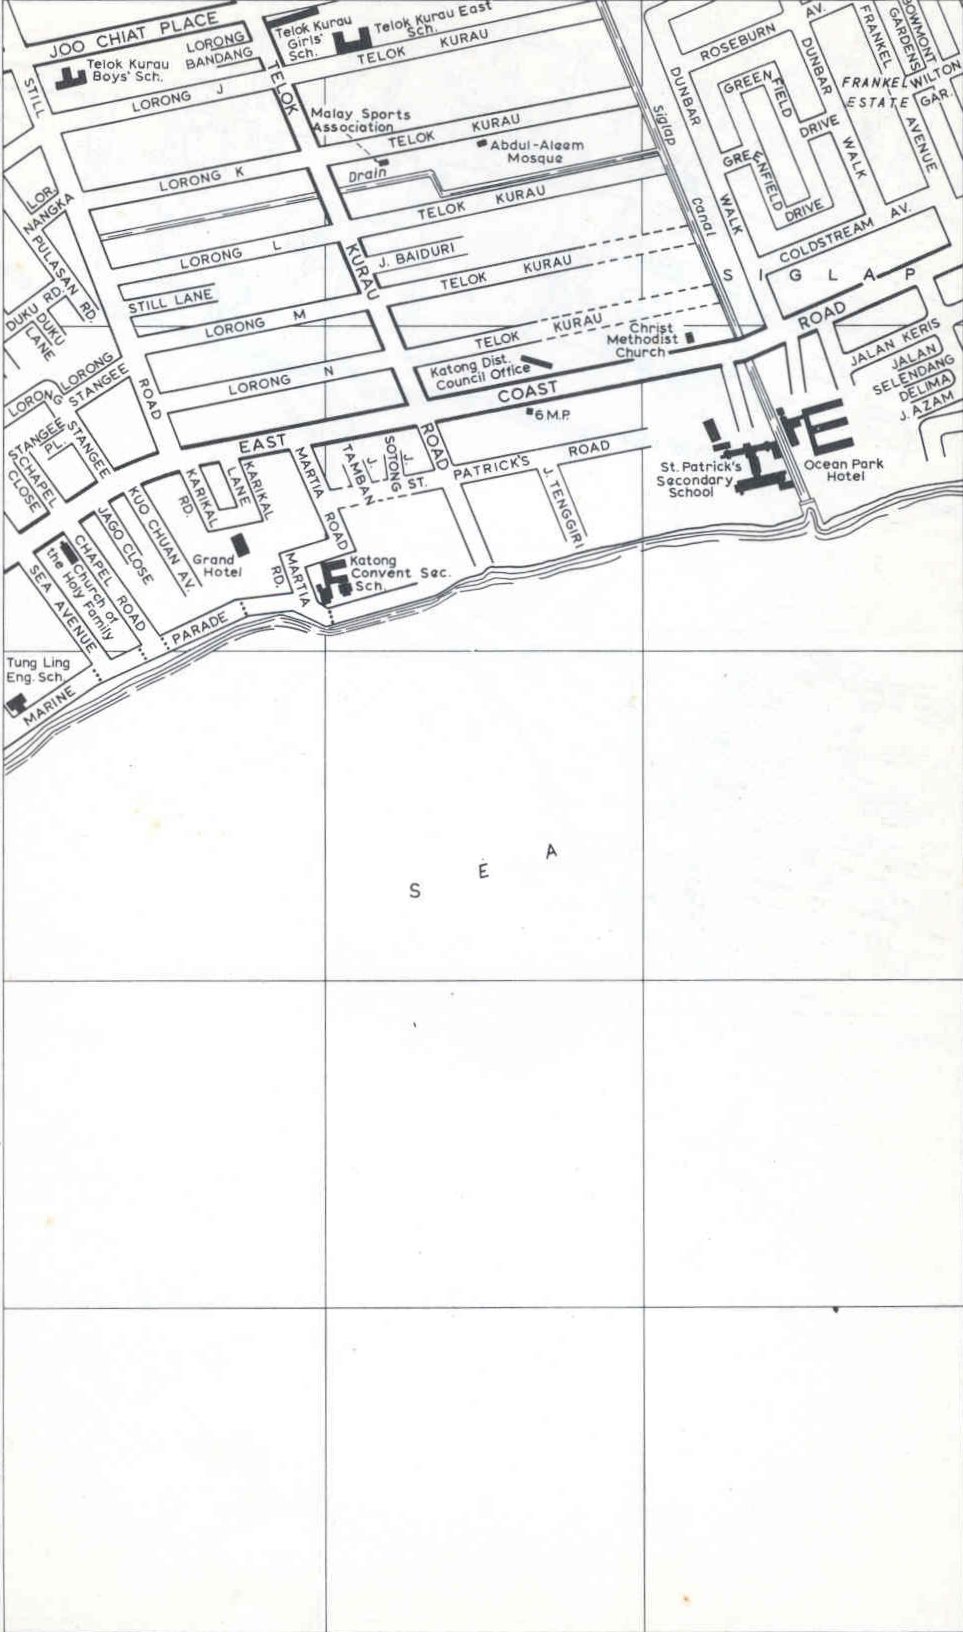 JOO CHIAT PLACE
LORONG
BANDANG
Telok Kurau
Girls'
Sch.
Telok Kurau East
Sch.
TELOK KURAU
Telok Kurau
Boys' Sch.
STILL
LORONG J
TELOK
Malay Sports
Association
TELOK KURAU
Abdul-Aleem
Mosque
Drain
LORONG K
TELOK KURAU
LOR.
NANGKA
PULASAN RD.
LORONG L
KURAU
J. BAIDURI
TELOK KURAU
STILL LANE
DUKU RD.
DUKU
LANE
LORONG M
TELOK KURAU
Christ
Methodist
Church
Katong Dist.
Council Office
LORONG N
LORONG
STANGEE
ROAD
LORONG
STANGEE
PL.
L.
STANGEE
CHAPEL
CLOSE
EAST
COAST
ROAD
6 M.P.
ROSEBURN
AV.
DUNBAR
WALK
DUNBAR
WALK
GREEN
FIELD
DRIVE
GREENFIELD
DRIVE
FRANKEL
AVENUE
BOWMONT
GARDENS
FRANKEL
ESTATE
WILTON
GAR.
Siglap
Canal
COLDSTREAM AV.
SIGLAP
ROAD
JALAN KERIS
JALAN
SELENDANG
DELIMA
J. AZAM
MARTIA
ROAD
J.
TAMBAN
J.
SOTONG
ST.
PATRICK'S
ROAD
J. TENGGIRI
St. Patrick's
Secondary
School
Ocean Park
Hotel
KARIKAL
RD.
KARIKAL
LANE
KUO CHUAN AV.
JAGO CLOSE
CHAPEL ROAD
Church of
the Holy Family
SEA AVENUE
Grand
Hotel
MARTIA
RD.
Katong
Convent Sec.
Sch.
MARINE
PARADE
Tung Ling
Eng. Sch.
SEA